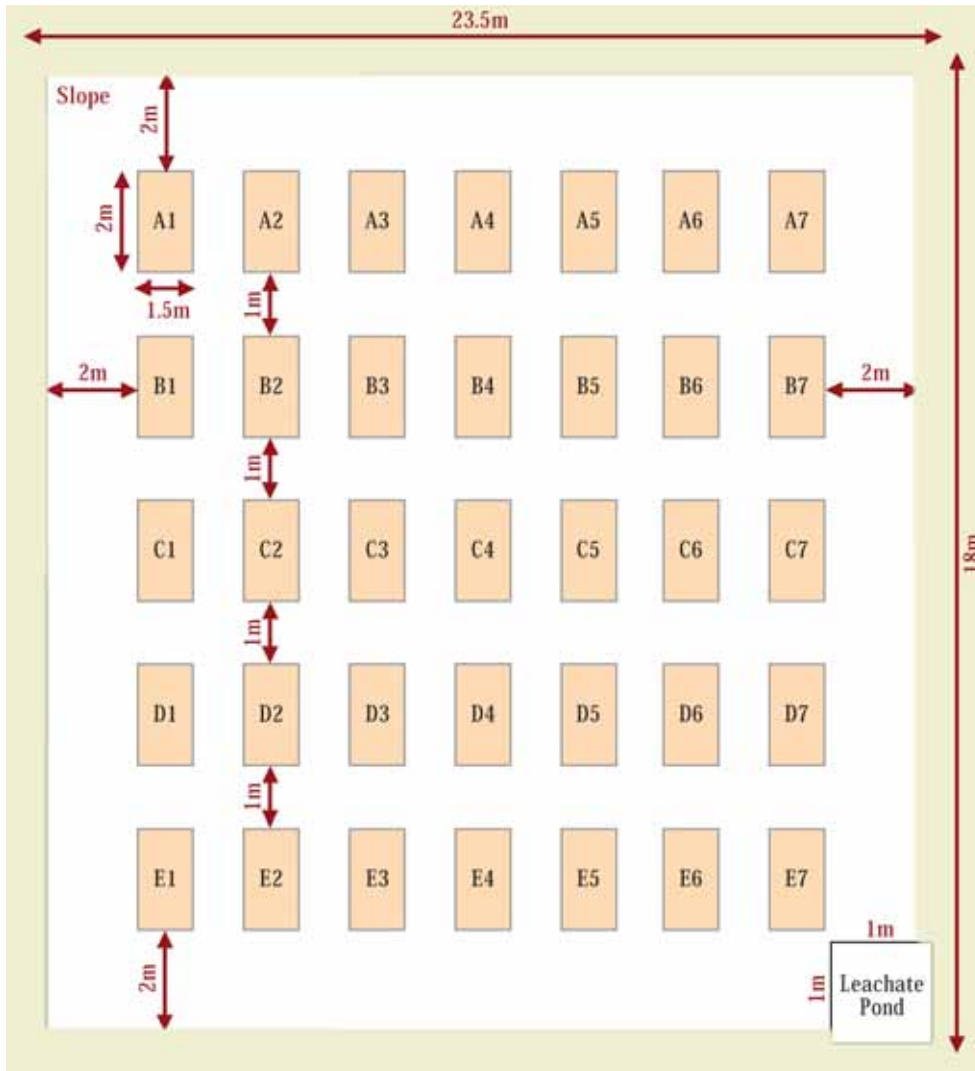 23.5m
Slope
2m
2m
A1 A2 A3 A4 A5 A6 A7
1.5m
1m
2m
B1 B2 B3 B4 B5 B6 B7
2m
1m
C1 C2 C3 C4 C5 C6 C7
18m
1m
D1 D2 D3 D4 D5 D6 D7
1m
E1 E2 E3 E4 E5 E6 E7
2m
1m
1m
Leachate
Pond